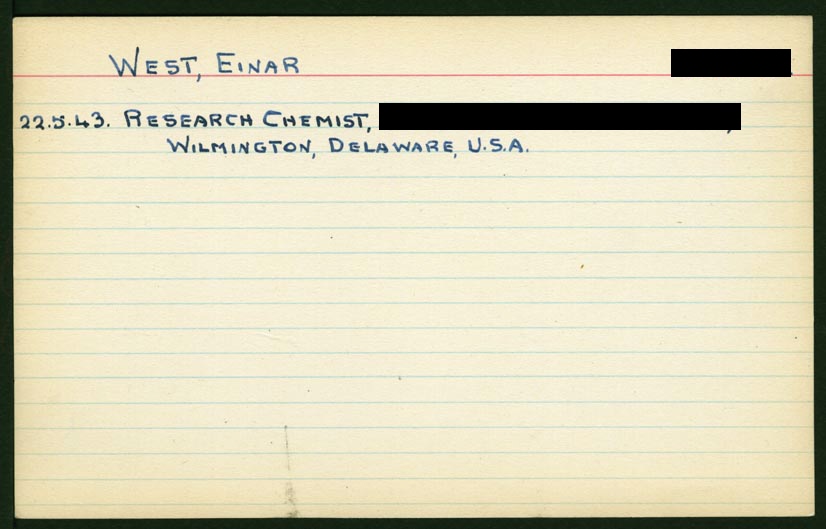 WEST, EINAR
22.5.43. RESEARCH CHEMIST,
WILMINGTON, DELAWARE, U.S.A.